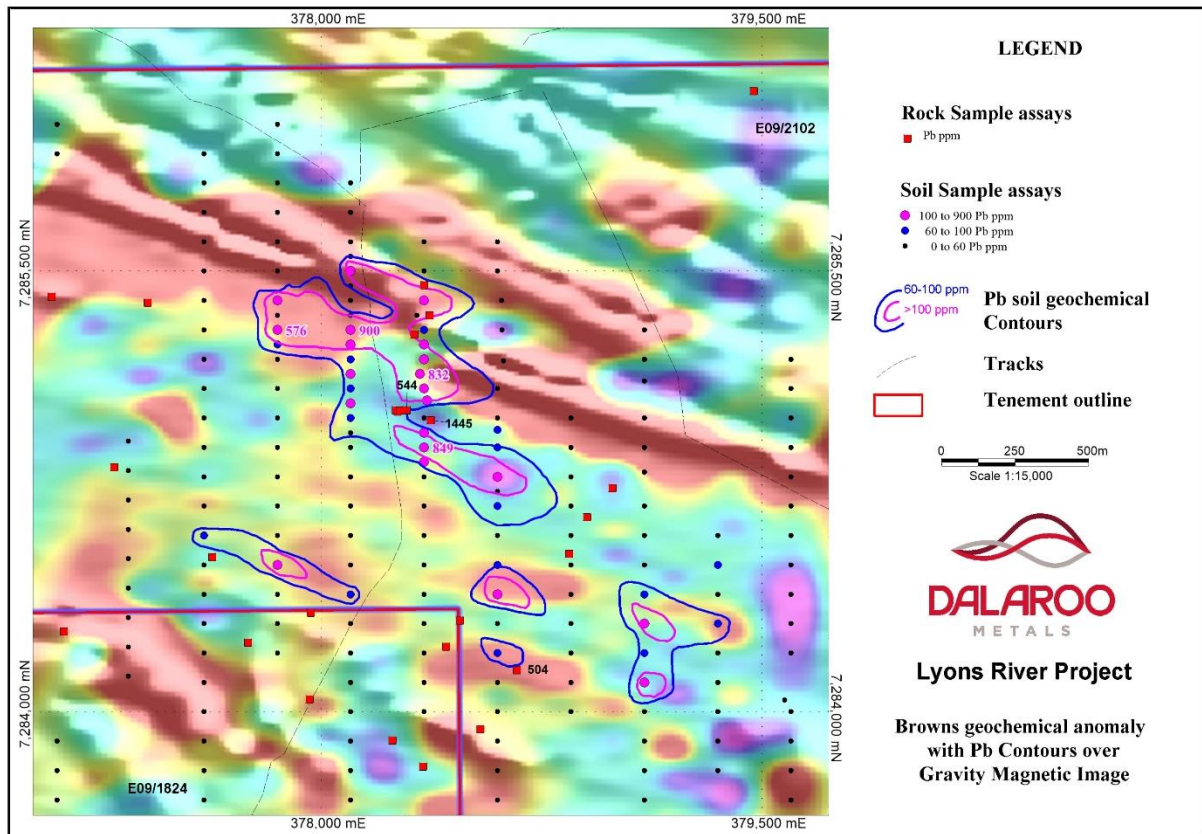 378,000 mE
379,500 mE
7,285,500 mN
7,284,000 mN
E09/2102
7,285,500 mN
7,284,000 mN
576
900
832
544
1445
849
504
E09/1824
378,000 mE
379,500 mE
LEGEND
Rock Sample assays
Pb ppm
Soil Sample assays
100 to 900 Pb ppm
60 to 100 Pb ppm
0 to 60 Pb ppm
60-100 ppm
>100 ppm
Pb soil geochemical
Contours
Tracks
Tenement outline
0 250 500m
Scale 1:15,000
DALAROO
METALS
Lyons River Project
Browns geochemical anomaly
with Pb Contours over
Gravity Magnetic Image